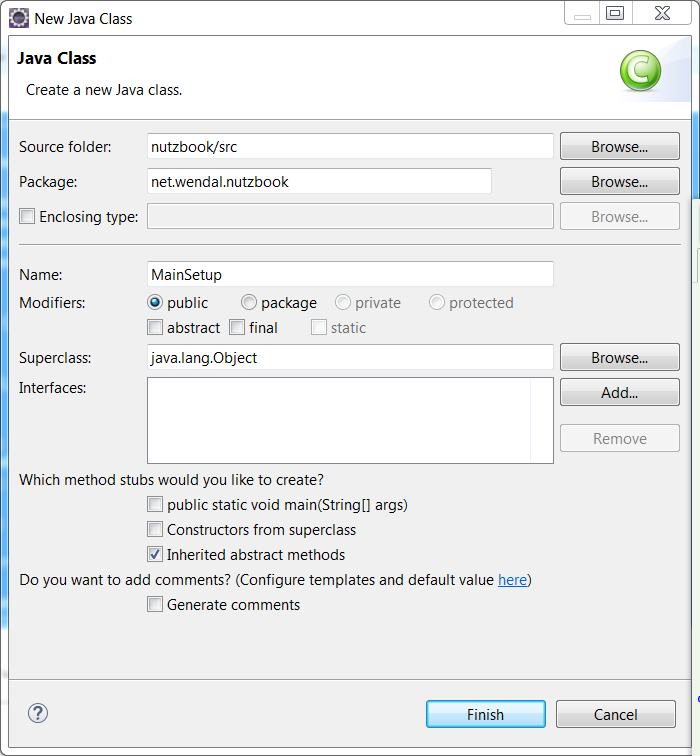 New Java Class
Java Class
Create a new Java class.
Source folder: nutzbook/src Browse...
Package: net.wendal.nutzbook Browse...
Enclosing type: Browse...
Name: MainSetup
Modifiers: public package private protected
abstract final static
Superclass: java.lang.Object Browse...
Interfaces: Add...
Remove
Which method stubs would you like to create?
public static void main(String[] args)
Constructors from superclass
Inherited abstract methods
Do you want to add comments? (Configure templates and default value here)
Generate comments
? Finish Cancel